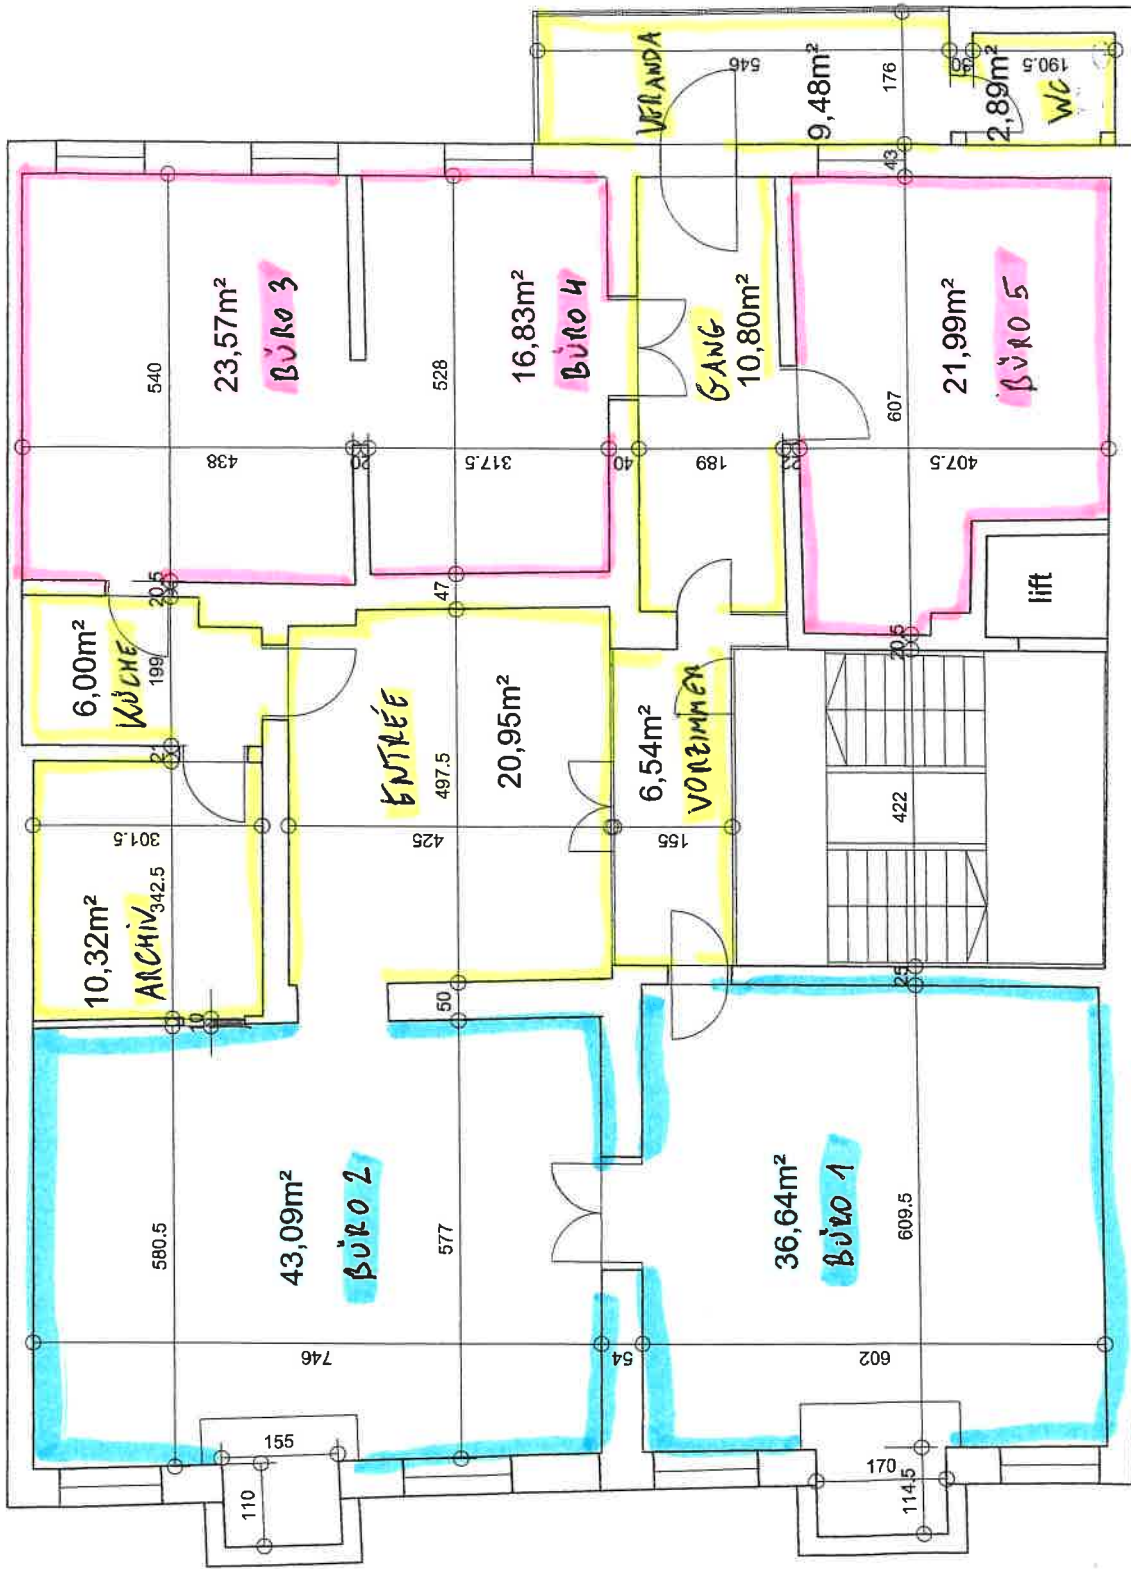 546
VERANDA
9,48m²
176
30
190.5
2,89m²
WC
43
540
23,57m²
BÜRO 3
438
20
528
16,83m²
BÜRO 4
317.5
40
GANG
10,80m²
189
22
607
21,99m²
BÜRO 5
407.5
lift
20.5
6,00m²
KÜCHE
199
47
ENTRÉE
497.5
20,95m²
425
6,54m²
VORZIMMER
155
20.5
422
21
301.5
10,32m²
ARCHIV
342.5
10
50
25
580.5
43,09m²
BÜRO 2
577
746
54
36,64m²
BÜRO 1
609.5
602
155
110
170
114.5